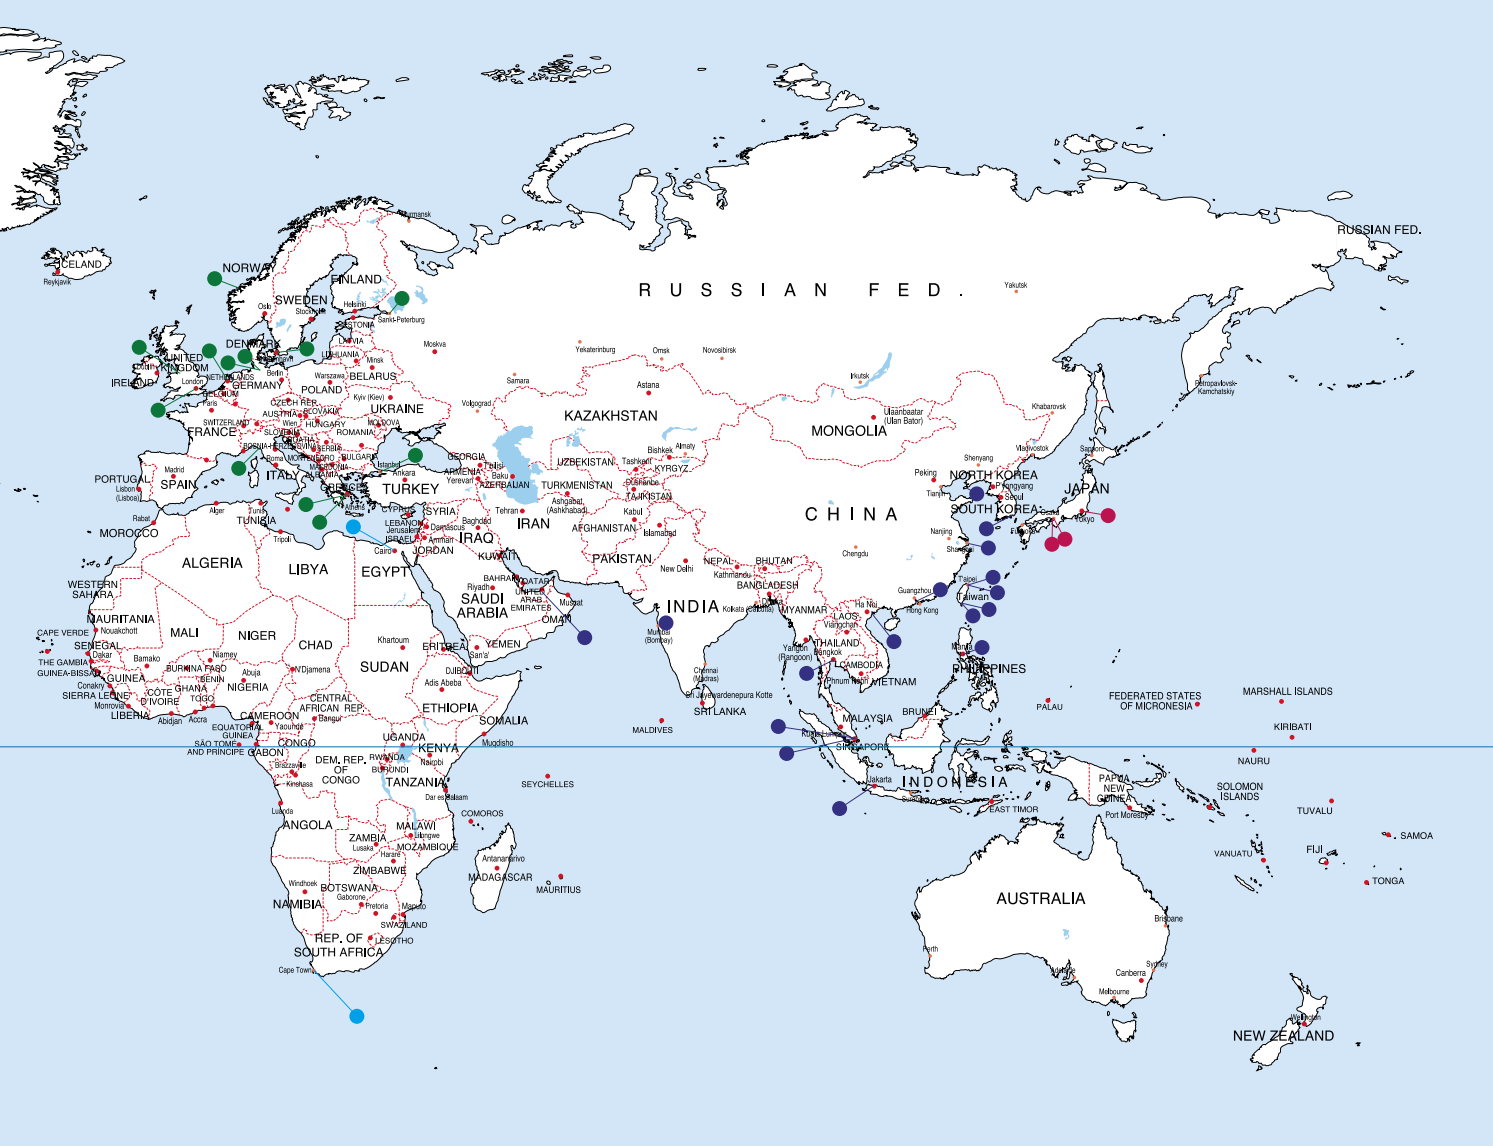 RUSSIAN FED.
ICELAND
Reykjavik
NORWAY
FINLAND
SWEDEN
Oslo
Stockholm
Helsinki
Sankt-Peterburg
ESTONIA
LATVIA
LITHUANIA
Moskva
Minsk
BELARUS
DENMARK
UNITED
KINGDOM
IRELAND
London
NETHERLANDS
BELGIUM
GERMANY
Berlin
Warszawa
POLAND
Paris
CZECH REP.
SLOVAKIA
AUSTRIA
Wien
HUNGARY
Kyiv (Kiev)
UKRAINE
MOLDOVA
ROMANIA
SWITZERLAND
FRANCE
SLOVENIA
CROATIA
BOSNIA-HERZEGOVINA
SERBIA
MONTENEGRO
BULGARIA
MACEDONIA
ALBANIA
Roma
ITALY
GREECE
Athens
PORTUGAL
Lisbon
(Lisboa)
Madrid
SPAIN
R U S S I A N F E D .
Yakutsk
Yekaterinburg
Omsk
Novosibirsk
Samara
Volgograd
Irkutsk
Petropavlovsk-
Kamchatskiy
Khabarovsk
Vladivostok
Astana
KAZAKHSTAN
Ulaanbaatar
(Ulan Bator)
MONGOLIA
GEORGIA
Tbilisi
ARMENIA
Yerevan
Baku
AZERBAIJAN
Istanbul
Ankara
TURKEY
UZBEKISTAN
Tashkent
Bishkek
Almaty
KYRGYZ.
TURKMENISTAN
Ashgabat
(Ashkhabad)
Dushanbe
TAJIKISTAN
Shenyang
Peking
Tianjin
NORTH KOREA
Pyongyang
Seoul
SOUTH KOREA
Sapporo
JAPAN
Tokyo
Osaka
Fukuoka
C H I N A
Nanjing
Shanghai
Chengdu
Guangzhou
Hong Kong
T'aipei
Taiwan
CYPRUS
LEBANON
SYRIA
Damascus
Jerusalem
ISRAEL
Amman
JORDAN
Baghdad
IRAQ
Tehran
IRAN
KUWAIT
AFGHANISTAN
Kabul
Islamabad
PAKISTAN
New Delhi
NEPAL
Kathmandu
BHUTAN
BANGLADESH
Dhaka
INDIA
Kolkata (Calcutta)
Mumbai
(Bombay)
Chennai
(Madras)
Sri Jayewardenepura Kotte
SRI LANKA
MALDIVES
BAHRAIN
QATAR
Riyadh
SAUDI
ARABIA
UNITED
ARAB
EMIRATES
Muscat
OMAN
YEMEN
San'a'
MYANMAR
Yangon
(Rangoon)
Ha Noi
LAOS
Viangchan
THAILAND
Bangkok
CAMBODIA
Phnum Penh
VIETNAM
Manila
PHILIPPINES
MALAYSIA
Kuala Lumpur
BRUNEI
SINGAPORE
Jakarta
I N D O N E S I A
EAST TIMOR
PALAU
FEDERATED STATES
OF MICRONESIA
MARSHALL ISLANDS
KIRIBATI
NAURU
PAPUA
NEW
GUINEA
Port Moresby
SOLOMON
ISLANDS
TUVALU
SAMOA
VANUATU
FIJI
TONGA
AUSTRALIA
Brisbane
Perth
Adelaide
Sydney
Canberra
Melbourne
Wellington
NEW ZEALAND
Rabat
MOROCCO
Alger
Tunis
TUNISIA
Tripoli
ALGERIA
LIBYA
Cairo
EGYPT
WESTERN
SAHARA
MAURITANIA
Nouakchott
CAPE VERDE
SENEGAL
Dakar
THE GAMBIA
GUINEA-BISSAU
GUINEA
Conakry
SIERRA LEONE
Monrovia
LIBERIA
MALI
Bamako
BURKINA FASO
NIGER
Niamey
BENIN
GHANA
TOGO
CÔTE
D'IVOIRE
Abidjan
Accra
Abuja
NIGERIA
CHAD
N'Djamena
Khartoum
SUDAN
ERITREA
DJIBOUTI
Adis Abeba
ETHIOPIA
SOMALIA
Muqdisho
CENTRAL
AFRICAN REP.
Bangui
CAMEROON
Yaoundé
EQUATORIAL
GUINEA
SÃO TOMÉ
AND PRINCIPE
GABON
CONGO
Brazzaville
Kinshasa
DEM. REP.
OF
CONGO
UGANDA
KENYA
Nairobi
RWANDA
BURUNDI
TANZANIA
Dar es Salaam
SEYCHELLES
COMOROS
Luanda
ANGOLA
ZAMBIA
Lusaka
MALAWI
Lilongwe
MOZAMBIQUE
Harare
ZIMBABWE
Antananarivo
MADAGASCAR
MAURITIUS
Windhoek
NAMIBIA
BOTSWANA
Gaborone
Pretoria
Maputo
SWAZILAND
LESOTHO
REP. OF
SOUTH AFRICA
Cape Town